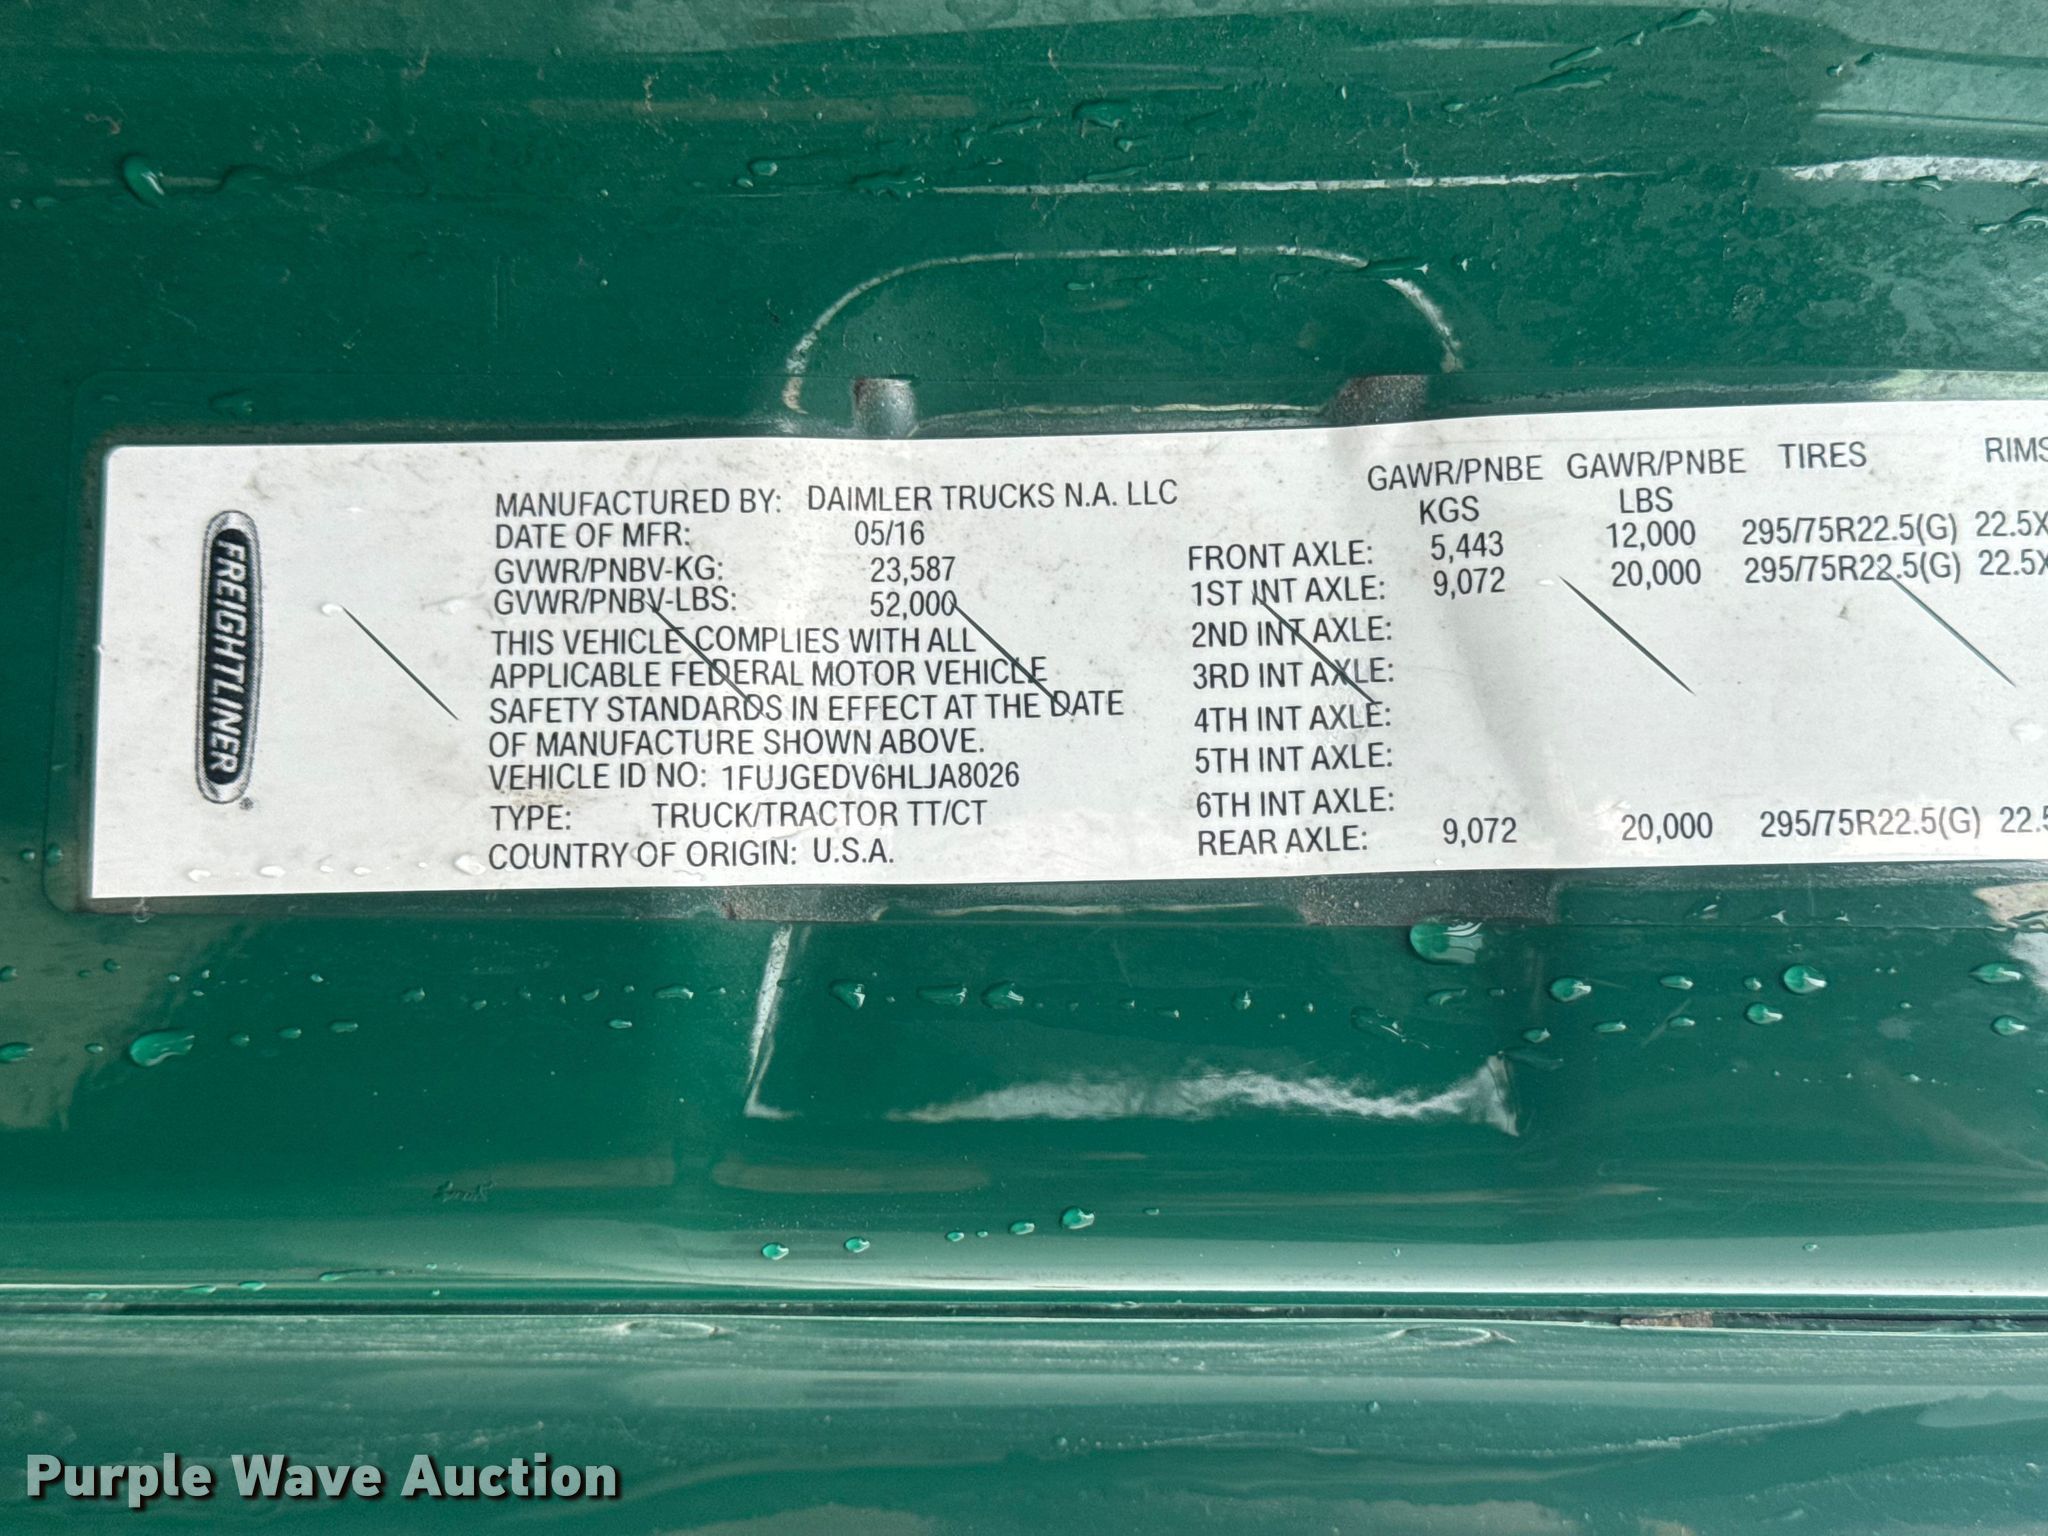 FREIGHTLINER®
MANUFACTURED BY: DAIMLER TRUCKS N.A. LLC
DATE OF MFR: 05/16
GVWR/PNBV-KG: 23,587
GVWR/PNBV-LBS: 52,000
THIS VEHICLE COMPLIES WITH ALL
APPLICABLE FEDERAL MOTOR VEHICLE
SAFETY STANDARDS IN EFFECT AT THE DATE
OF MANUFACTURE SHOWN ABOVE.
VEHICLE ID NO: 1FUJGEDV6HLJA8026
TYPE: TRUCK/TRACTOR TT/CT
COUNTRY OF ORIGIN: U.S.A.
GAWR/PNBE GAWR/PNBE TIRES RIMS
KGS LBS
FRONT AXLE: 5,443 12,000 295/75R22.5(G) 22.5X
1ST INT AXLE: 9,072 20,000 295/75R22.5(G) 22.5X
2ND INT AXLE:
3RD INT AXLE:
4TH INT AXLE:
5TH INT AXLE:
6TH INT AXLE:
REAR AXLE: 9,072 20,000 295/75R22.5(G) 22.5
Purple Wave Auction